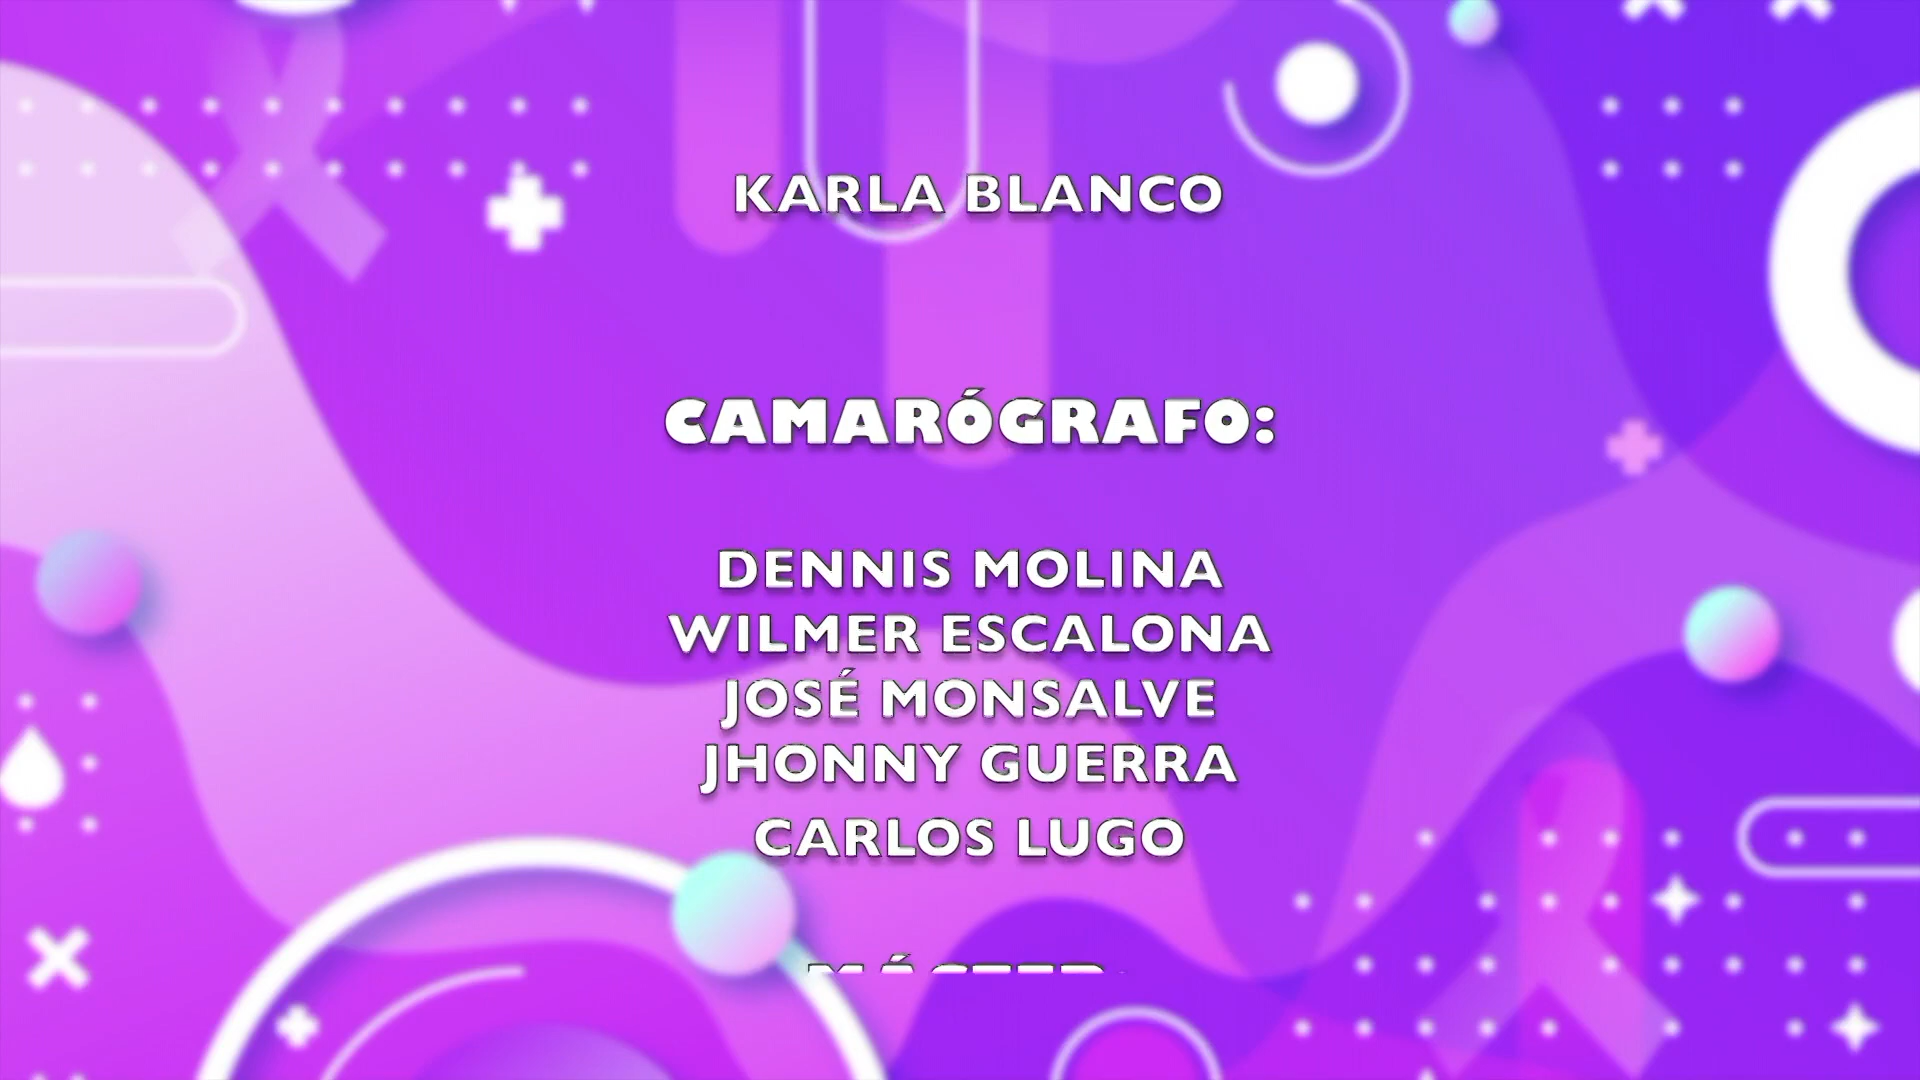 KARLA BLANCO
CAMARÓGRAFO:
DENNIS MOLINA
WILMER ESCALONA
JOSÉ MONSALVE
JHONNY GUERRA
CARLOS LUGO